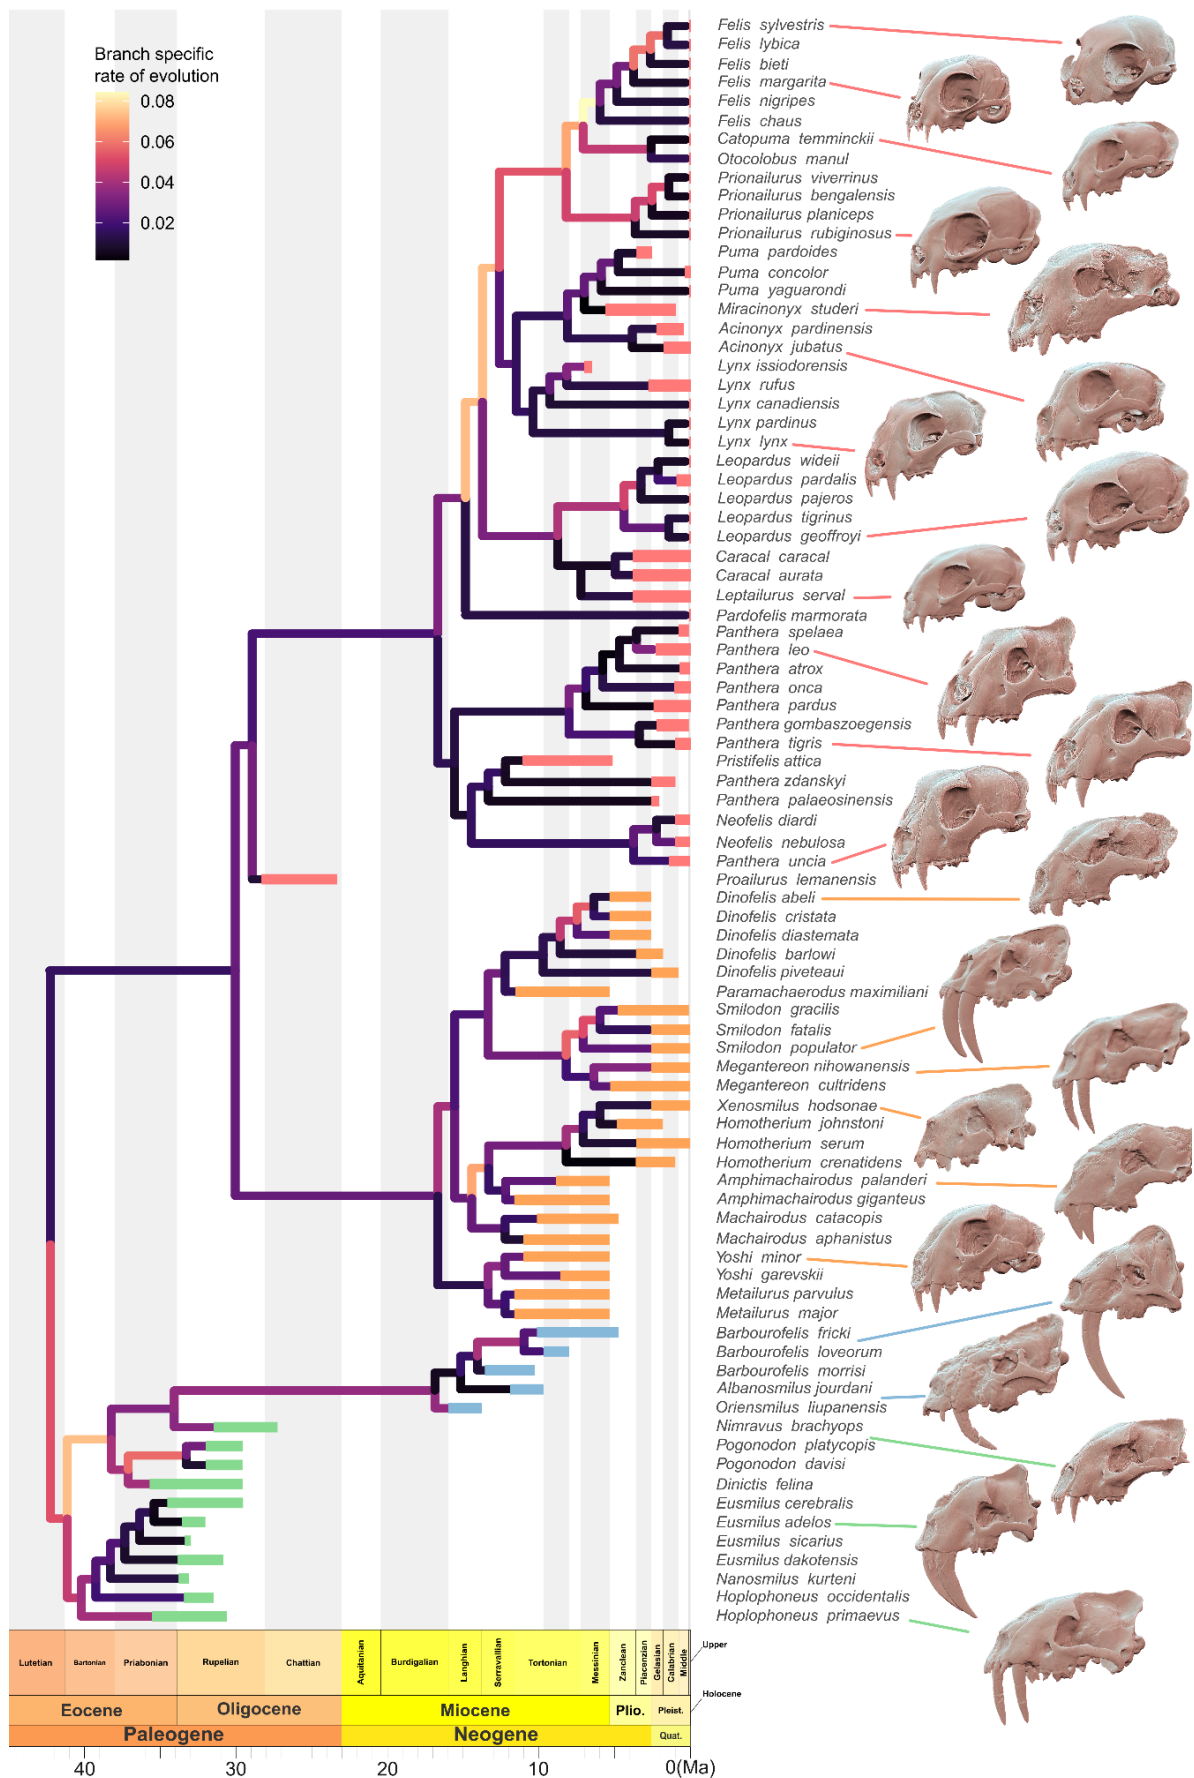 Branch specific
rate of evolution
0.08
0.06
0.04
0.02
Felis sylvestris
Felis lybica
Felis bieti
Felis margarita
Felis nigripes
Felis chaus
Catopuma temminckii
Otocolobus manul
Prionailurus viverrinus
Prionailurus bengalensis
Prionailurus planiceps
Prionailurus rubiginosus
Puma pardoides
Puma concolor
Puma yaguarondi
Miracinonyx studeri
Acinonyx pardinensis
Acinonyx jubatus
Lynx issiodorensis
Lynx rufus
Lynx canadiensis
Lynx pardinus
Lynx lynx
Leopardus wideii
Leopardus pardalis
Leopardus pajeros
Leopardus tigrinus
Leopardus geoffroyi
Caracal caracal
Caracal aurata
Leptailurus serval
Pardofelis marmorata
Panthera spelaea
Panthera leo
Panthera atrox
Panthera onca
Panthera pardus
Panthera gombaszoegensis
Panthera tigris
Pristifelis attica
Panthera zdanskyi
Panthera palaeosinensis
Neofelis diardi
Neofelis nebulosa
Panthera uncia
Proailurus lemanensis
Dinofelis abeli
Dinofelis cristata
Dinofelis diastemata
Dinofelis barlowi
Dinofelis piveteaui
Paramachaerodus maximiliani
Smilodon gracilis
Smilodon fatalis
Smilodon populator
Megantereon nihowanensis
Megantereon cultridens
Xenosmilus hodsonae
Homotherium johnstoni
Homotherium serum
Homotherium crenatidens
Amphimachairodus palanderi
Amphimachairodus giganteus
Machairodus catacopis
Machairodus aphanistus
Yoshi minor
Yoshi garevskii
Metailurus parvulus
Metailurus major
Barbourofelis fricki
Barbourofelis loveorum
Barbourofelis morrisi
Albanosmilus jourdani
Oriensmilus liupanensis
Nimravus brachyops
Pogonodon platycopis
Pogonodon davisi
Dinictis felina
Eusmilus cerebralis
Eusmilus adelos
Eusmilus sicarius
Eusmilus dakotensis
Nanosmilus kurteni
Hoplophoneus occidentalis
Hoplophoneus primaevus
Lutetian Bartonian Priabonian Rupelian Chattian Aquitanian Burdigalian Langhian Serravallian Tortonian Messinian Zanclean Piacenzian Gelasian Calabrian Middle Upper
Holocene
Eocene Oligocene Miocene Plio. Pleist.
Paleogene Neogene Quat.
40 30 20 10 0(Ma)